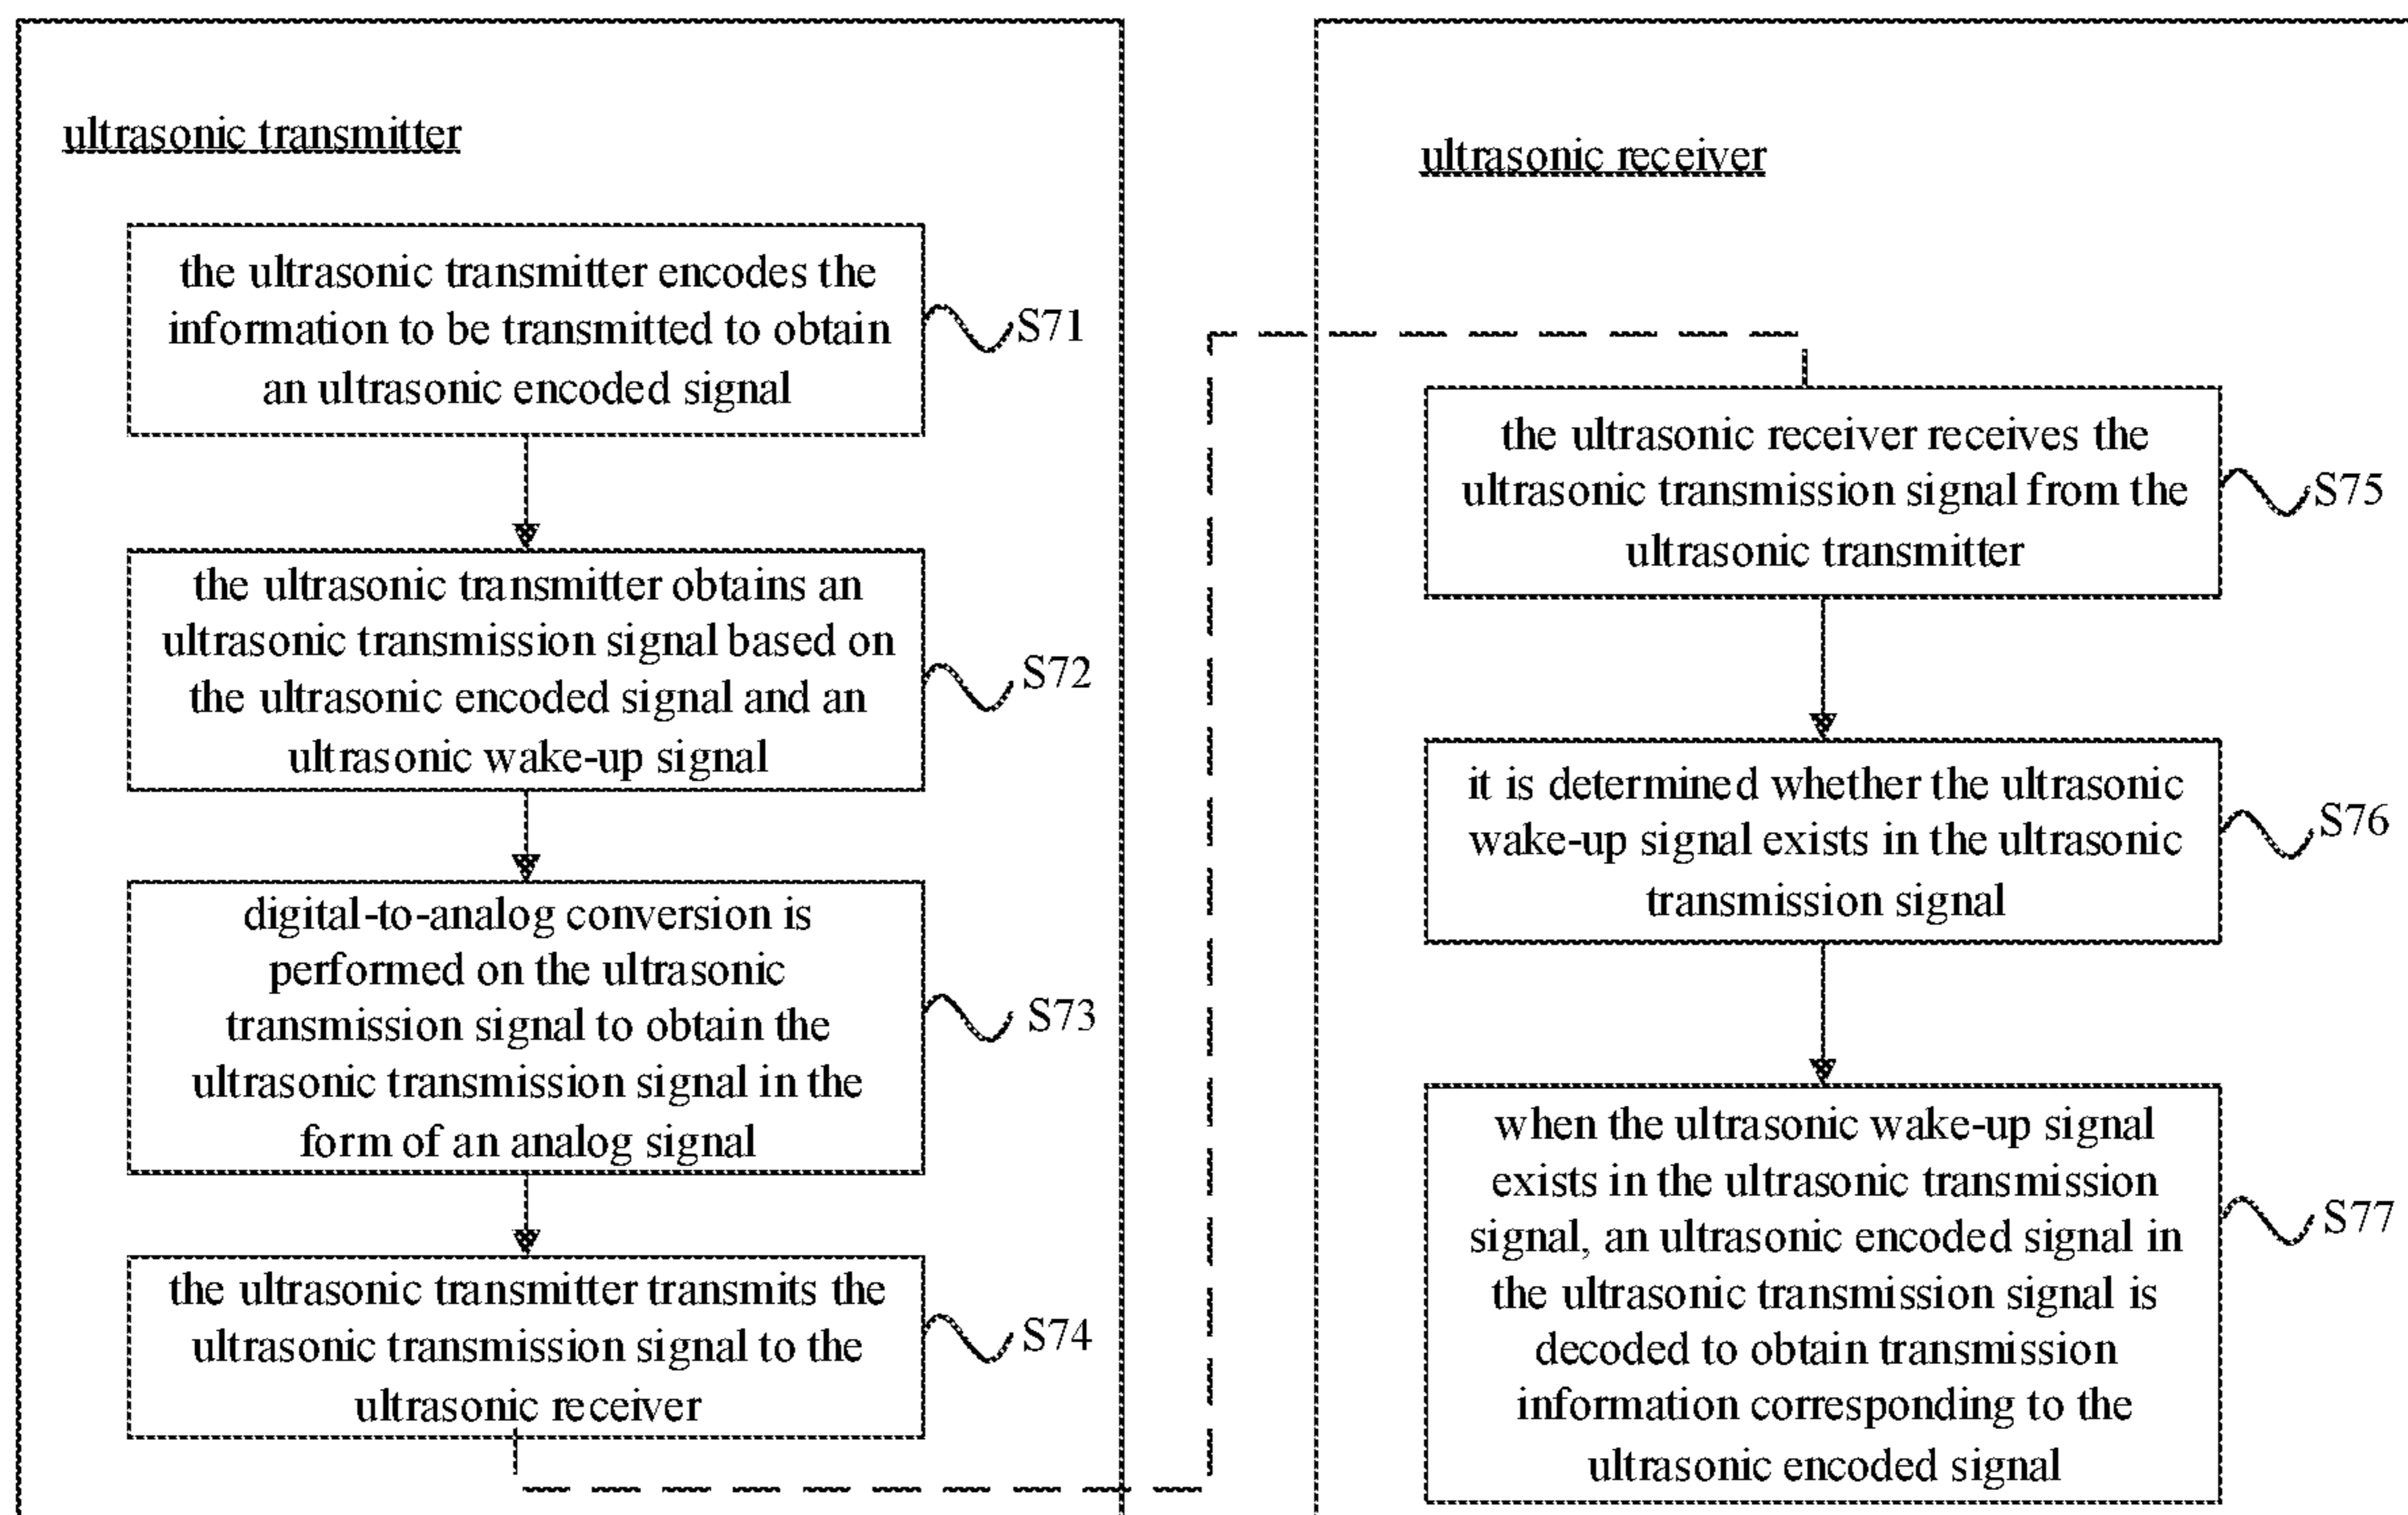 ultrasonic transmitter
the ultrasonic transmitter encodes the
information to be transmitted to obtain
an ultrasonic encoded signal
S71
the ultrasonic transmitter obtains an
ultrasonic transmission signal based on
the ultrasonic encoded signal and an
ultrasonic wake-up signal
S72
digital-to-analog conversion is
performed on the ultrasonic
transmission signal to obtain the
ultrasonic transmission signal in the
form of an analog signal
S73
the ultrasonic transmitter transmits the
ultrasonic transmission signal to the
ultrasonic receiver
S74
ultrasonic receiver
the ultrasonic receiver receives the
ultrasonic transmission signal from the
ultrasonic transmitter
S75
it is determined whether the ultrasonic
wake-up signal exists in the ultrasonic
transmission signal
S76
when the ultrasonic wake-up signal
exists in the ultrasonic transmission
signal, an ultrasonic encoded signal in
the ultrasonic transmission signal is
decoded to obtain transmission
information corresponding to the
ultrasonic encoded signal
S77